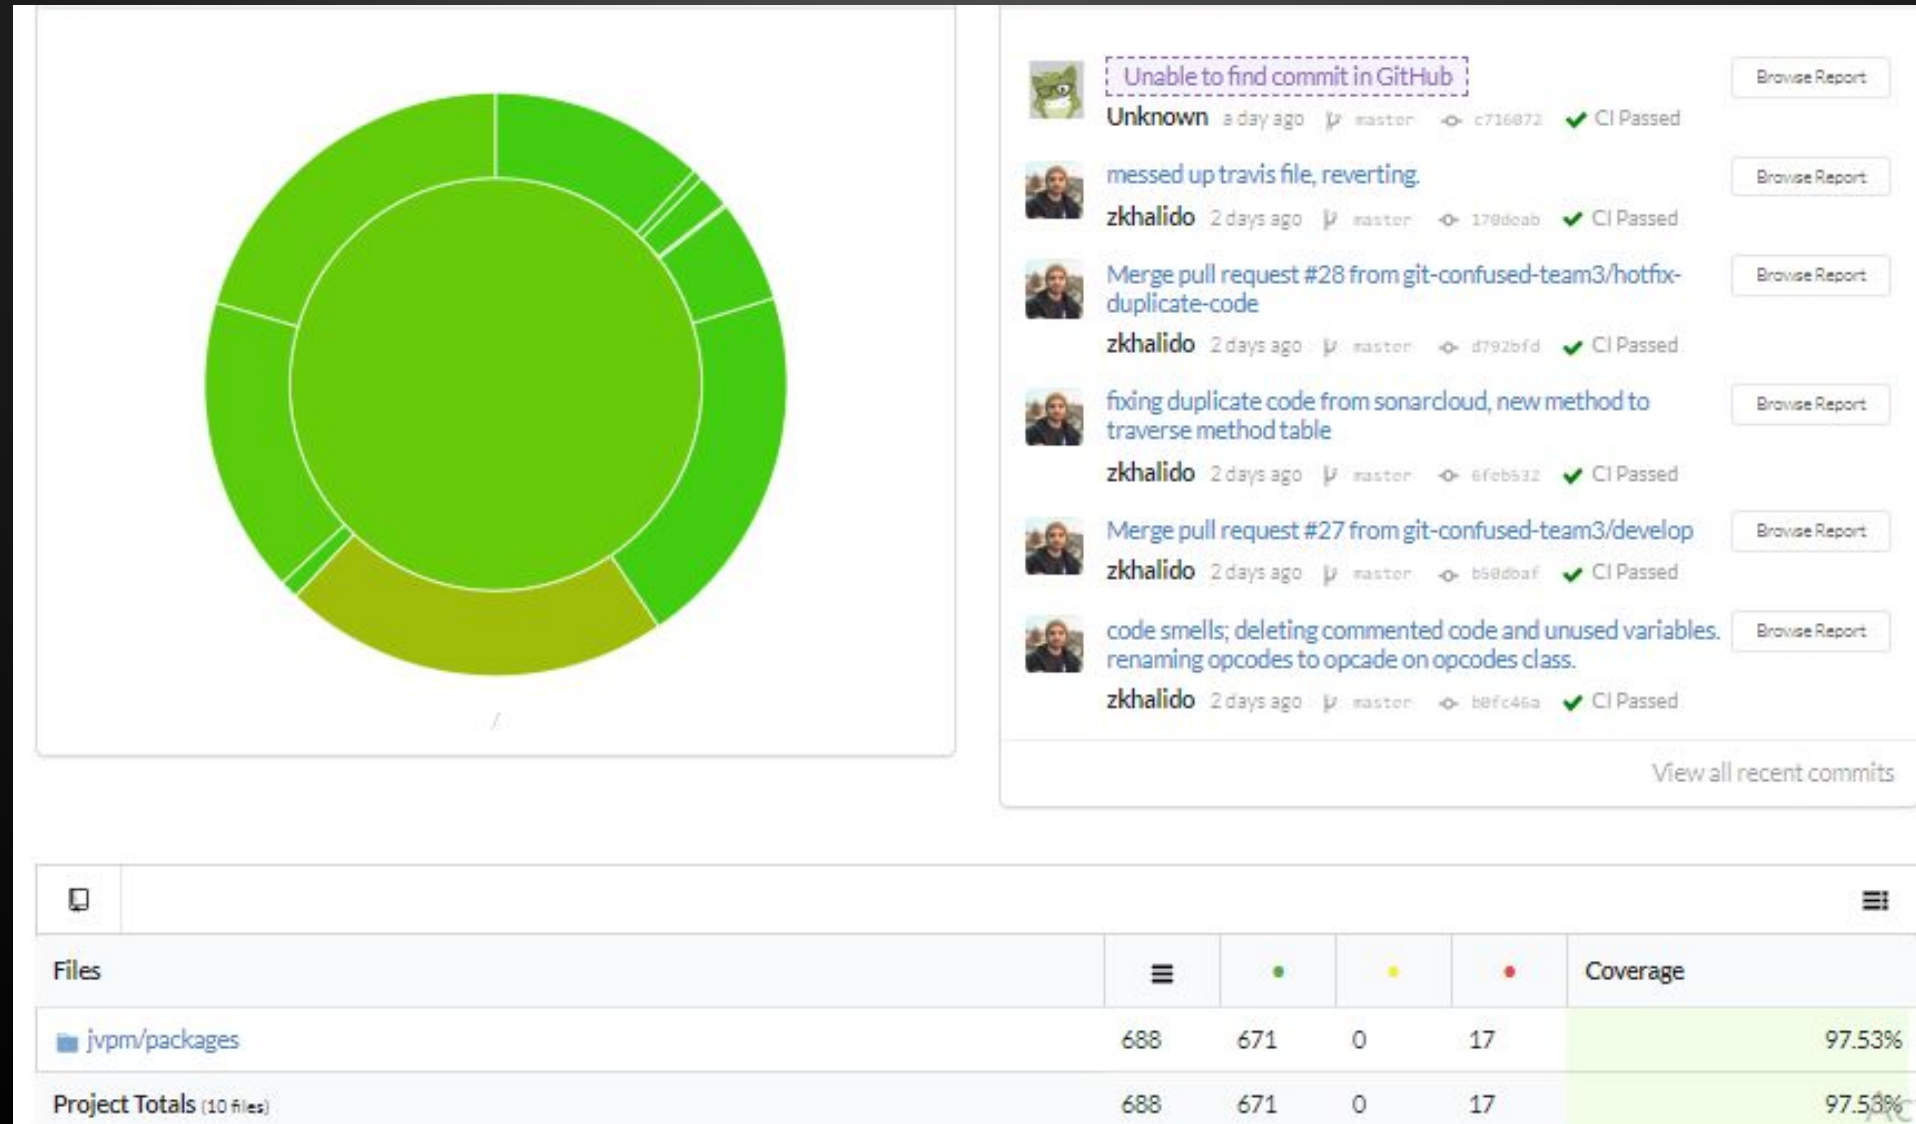 /
Unable to find commit in GitHub
Browse Report
Unknown a day ago master c716072 CI Passed
messed up travis file, reverting.
Browse Report
zkhalido 2 days ago master CI Passed
Merge pull request #28 from git-confused-team3/hotfix-
duplicate-code
Browse Report
zkhalido 2 days ago master d792bfd CI Passed
fixing duplicate code from sonarcloud, new method to
traverse method table
Browse Report
zkhalido 2 days ago master 6feb532 CI Passed
Merge pull request #27 from git-confused-team3/develop
Browse Report
zkhalido 2 days ago master b50dbaf CI Passed
code smells; deleting commented code and unused variables.
renaming opcodes to opcade on opcodes class.
Browse Report
zkhalido 2 days ago master b0fc46a CI Passed
View all recent commits
Files Coverage
jvpm/packages 688 671 0 17 97.53%
Project Totals (10 files) 688 671 0 17 97.53%